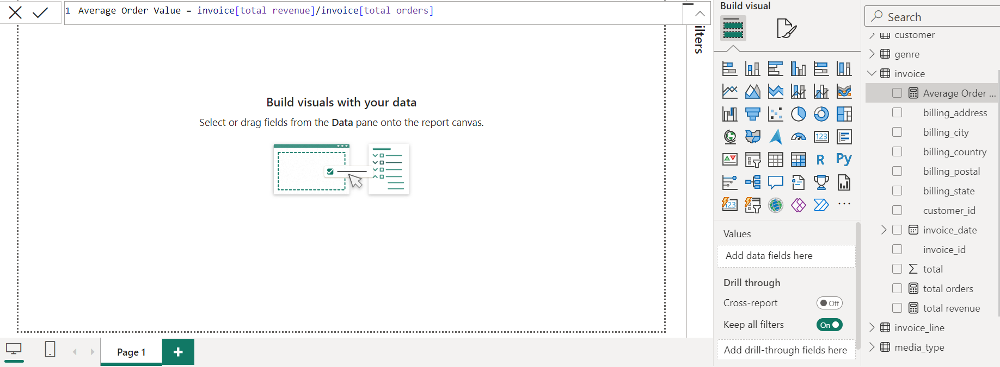 1 Average Order Value = invoice[total revenue]/invoice[total orders]
Build visuals with your data
Select or drag fields from the Data pane onto the report canvas.
Page 1
+
Build visual
123
R
Py
123
...
Values
Add data fields here
Drill through
Cross-report
Off
Keep all filters
On
Add drill-through fields here
Search
customer
genre
invoice
Average Order ...
billing_address
billing_city
billing_country
billing_postal
billing_state
customer_id
invoice_date
invoice_id
Σ total
total orders
total revenue
invoice_line
media_type